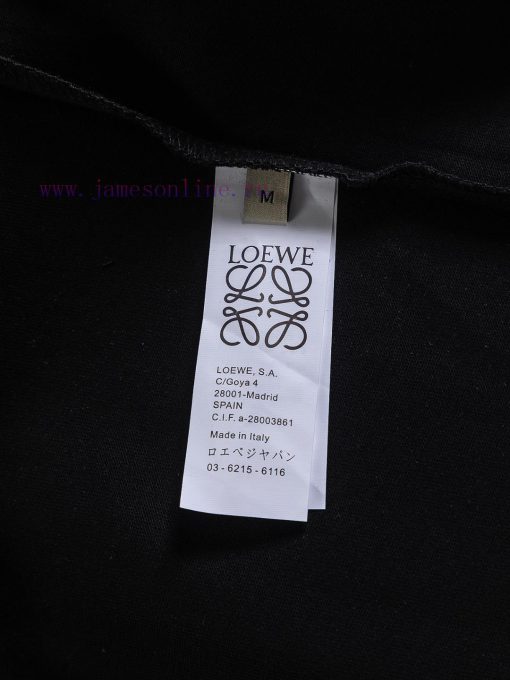 www.jamesonline.
M
LOEWE
LOEWE, S.A.
C/Goya 4
28001-Madrid
SPAIN
C.I.F. a-28003861
Made in Italy
ロエベジャパン
03-6215-6116